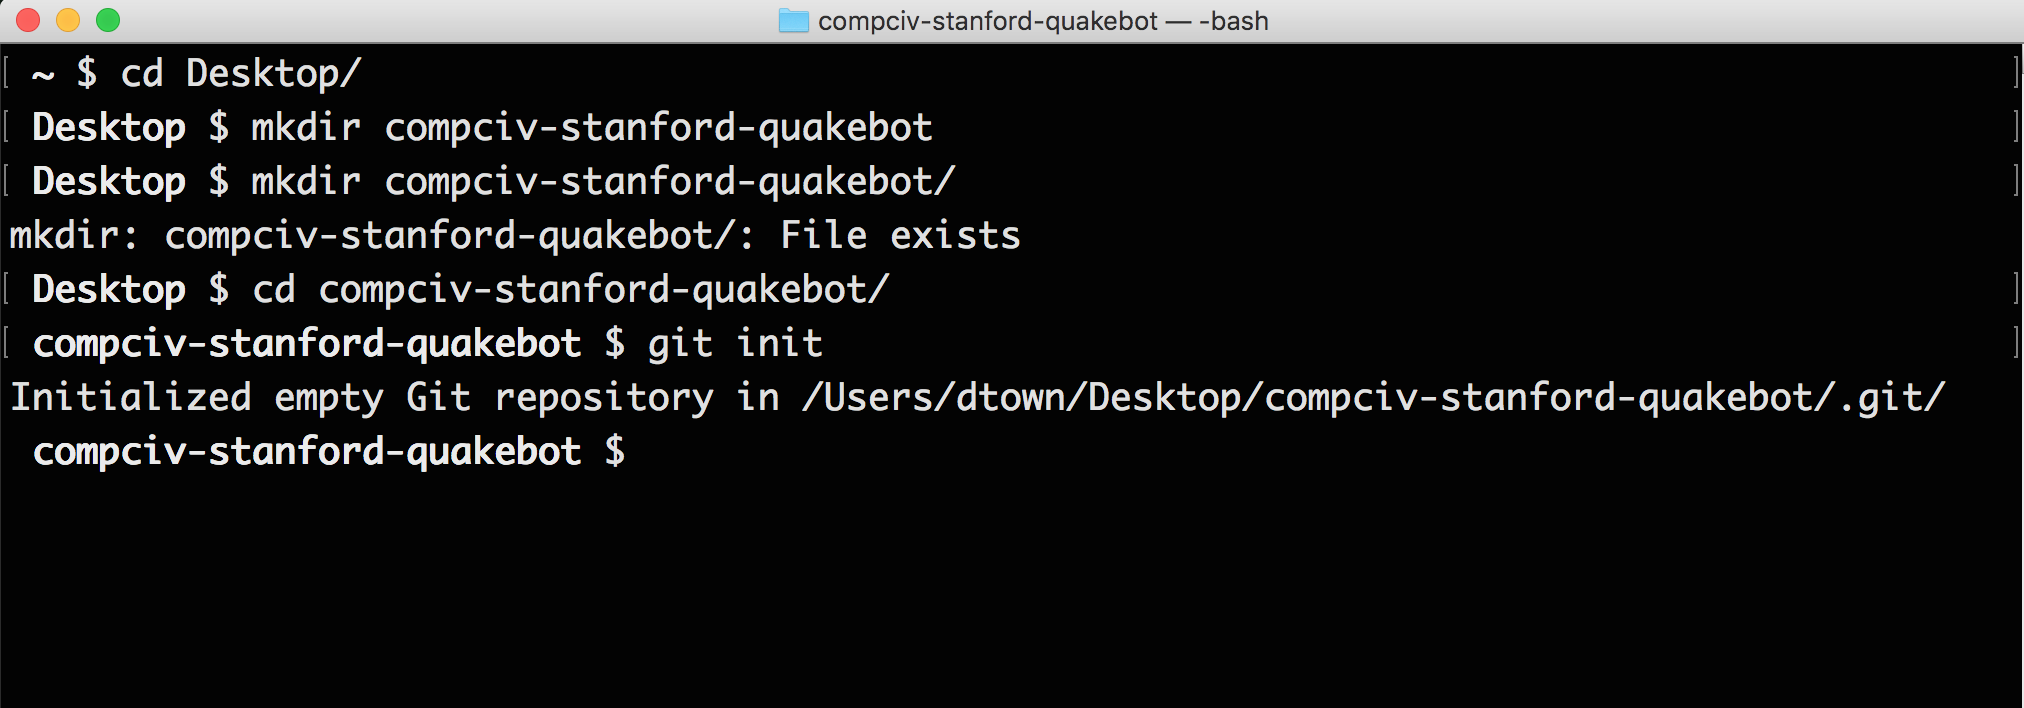 compciv-stanford-quakebot — -bash
~ $ cd Desktop/
Desktop $ mkdir compciv-stanford-quakebot
Desktop $ mkdir compciv-stanford-quakebot/
mkdir: compciv-stanford-quakebot/: File exists
Desktop $ cd compciv-stanford-quakebot/
compciv-stanford-quakebot $ git init
Initialized empty Git repository in /Users/dtown/Desktop/compciv-stanford-quakebot/.git/
compciv-stanford-quakebot $